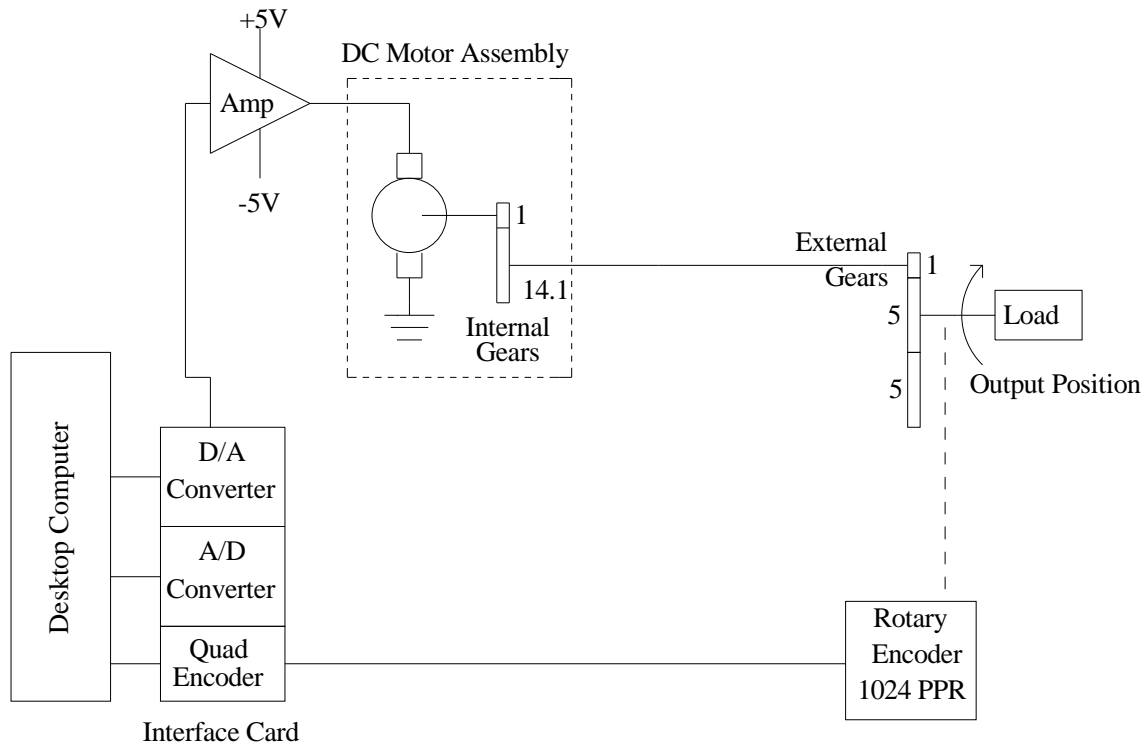 +5V
Amp
-5V
DC Motor Assembly
1
14.1
Internal
Gears
External
Gears
1
5
5
Load
Output Position
Desktop Computer
D/A
Converter
A/D
Converter
Quad
Encoder
Interface Card
Rotary
Encoder
1024 PPR